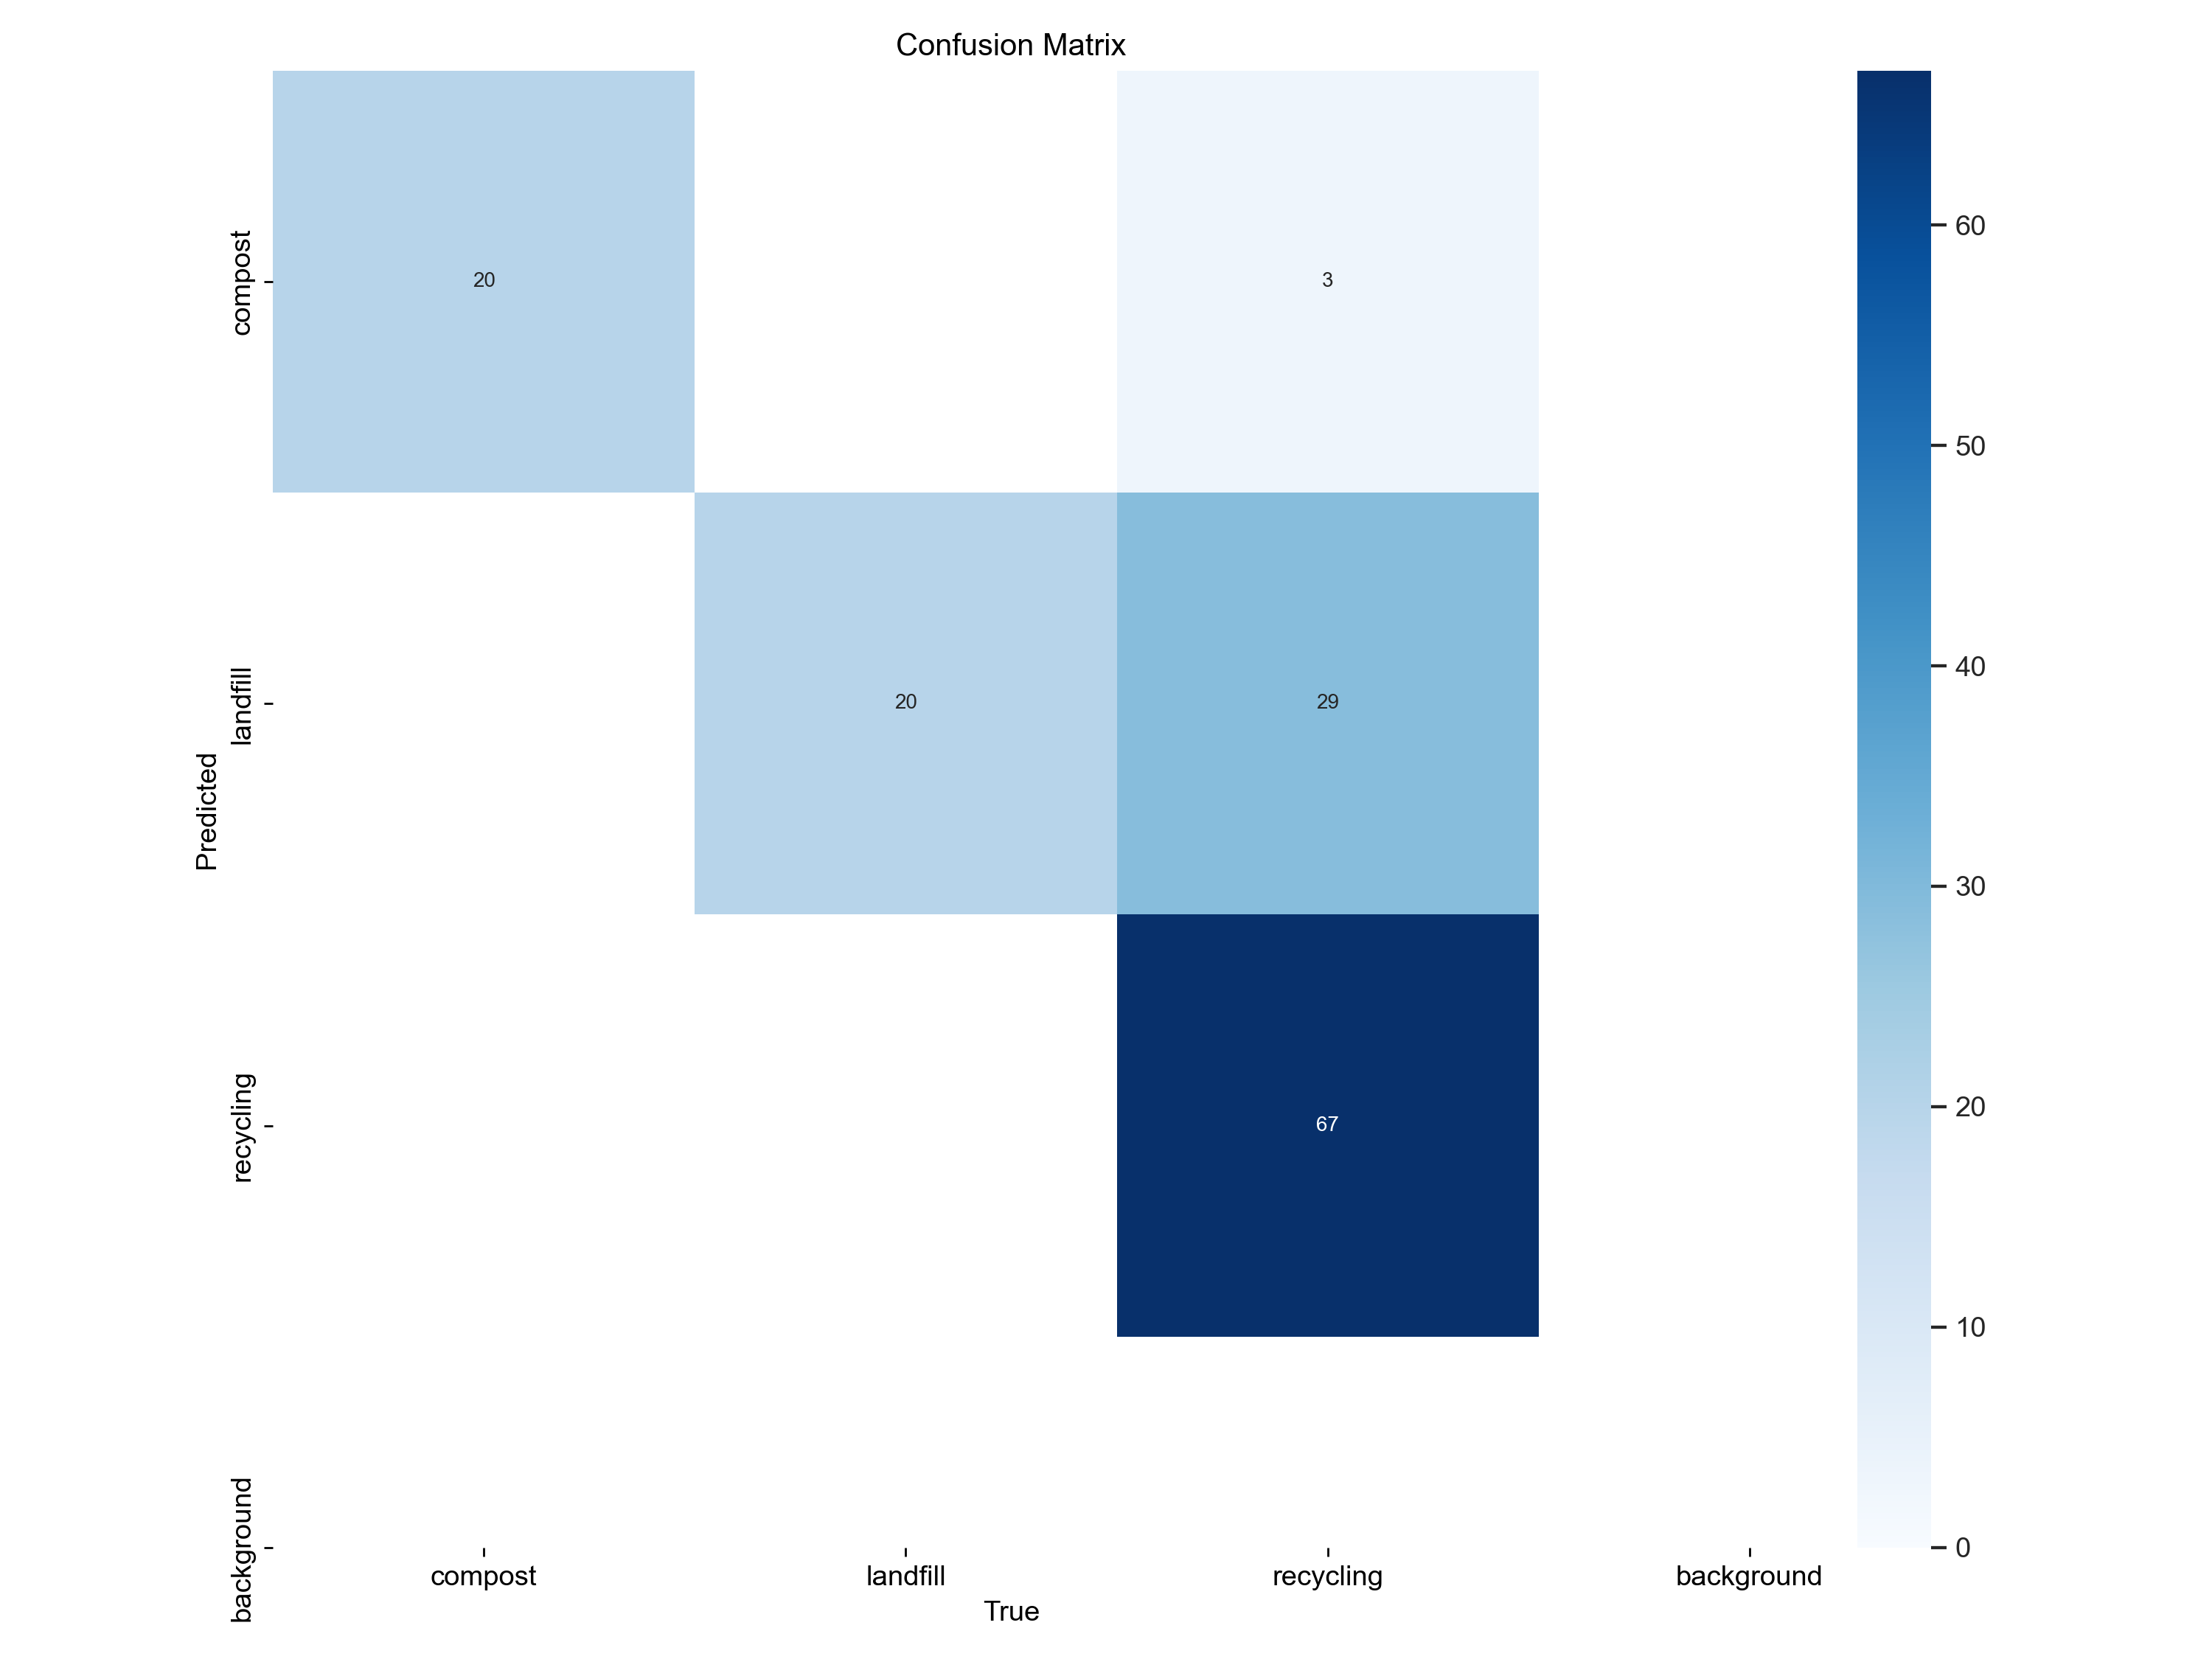 Confusion Matrix
compost
landfill
recycling
background
Predicted
20
3
20
29
67
compost
landfill
recycling
background
True
60
50
40
30
20
10
0